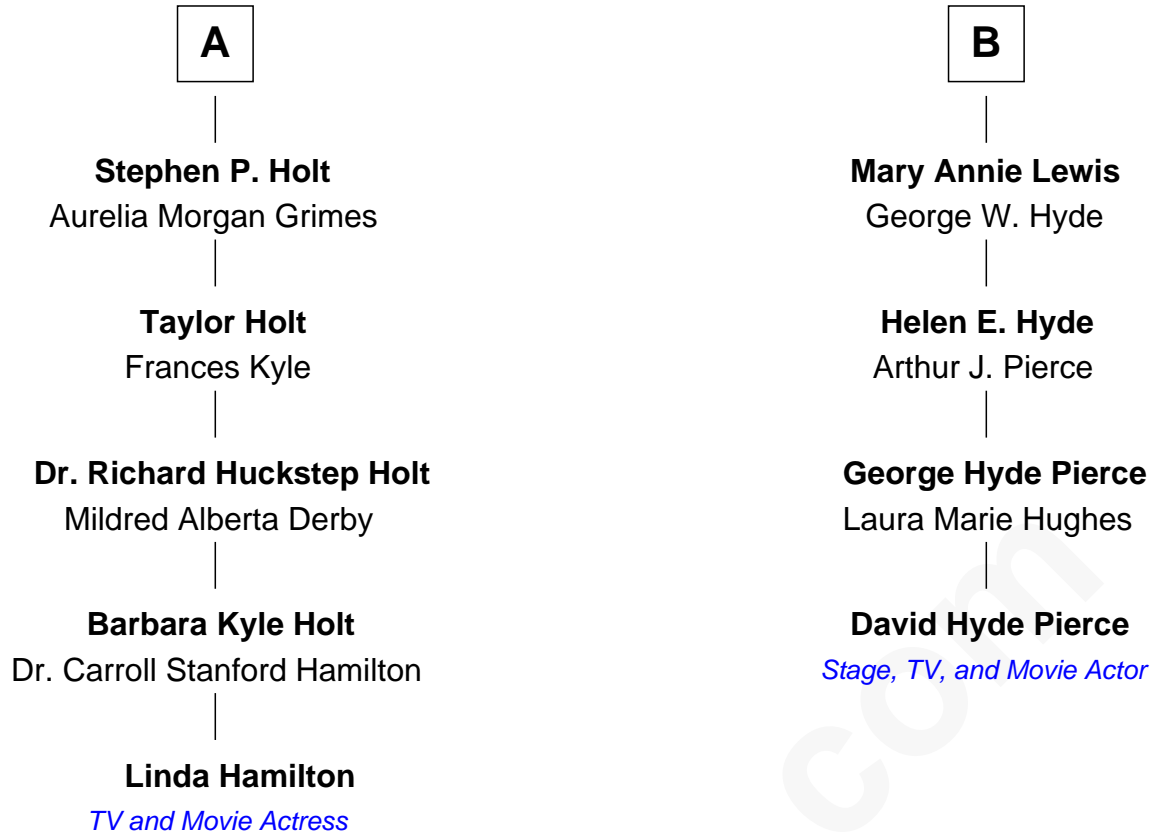 A
Stephen P. Holt
Aurelia Morgan Grimes
Taylor Holt
Frances Kyle
Dr. Richard Huckstep Holt
Mildred Alberta Derby
Barbara Kyle Holt
Dr. Carroll Stanford Hamilton
Linda Hamilton
TV and Movie Actress
B
Mary Annie Lewis
George W. Hyde
Helen E. Hyde
Arthur J. Pierce
George Hyde Pierce
Laura Marie Hughes
David Hyde Pierce
Stage, TV, and Movie Actor
com